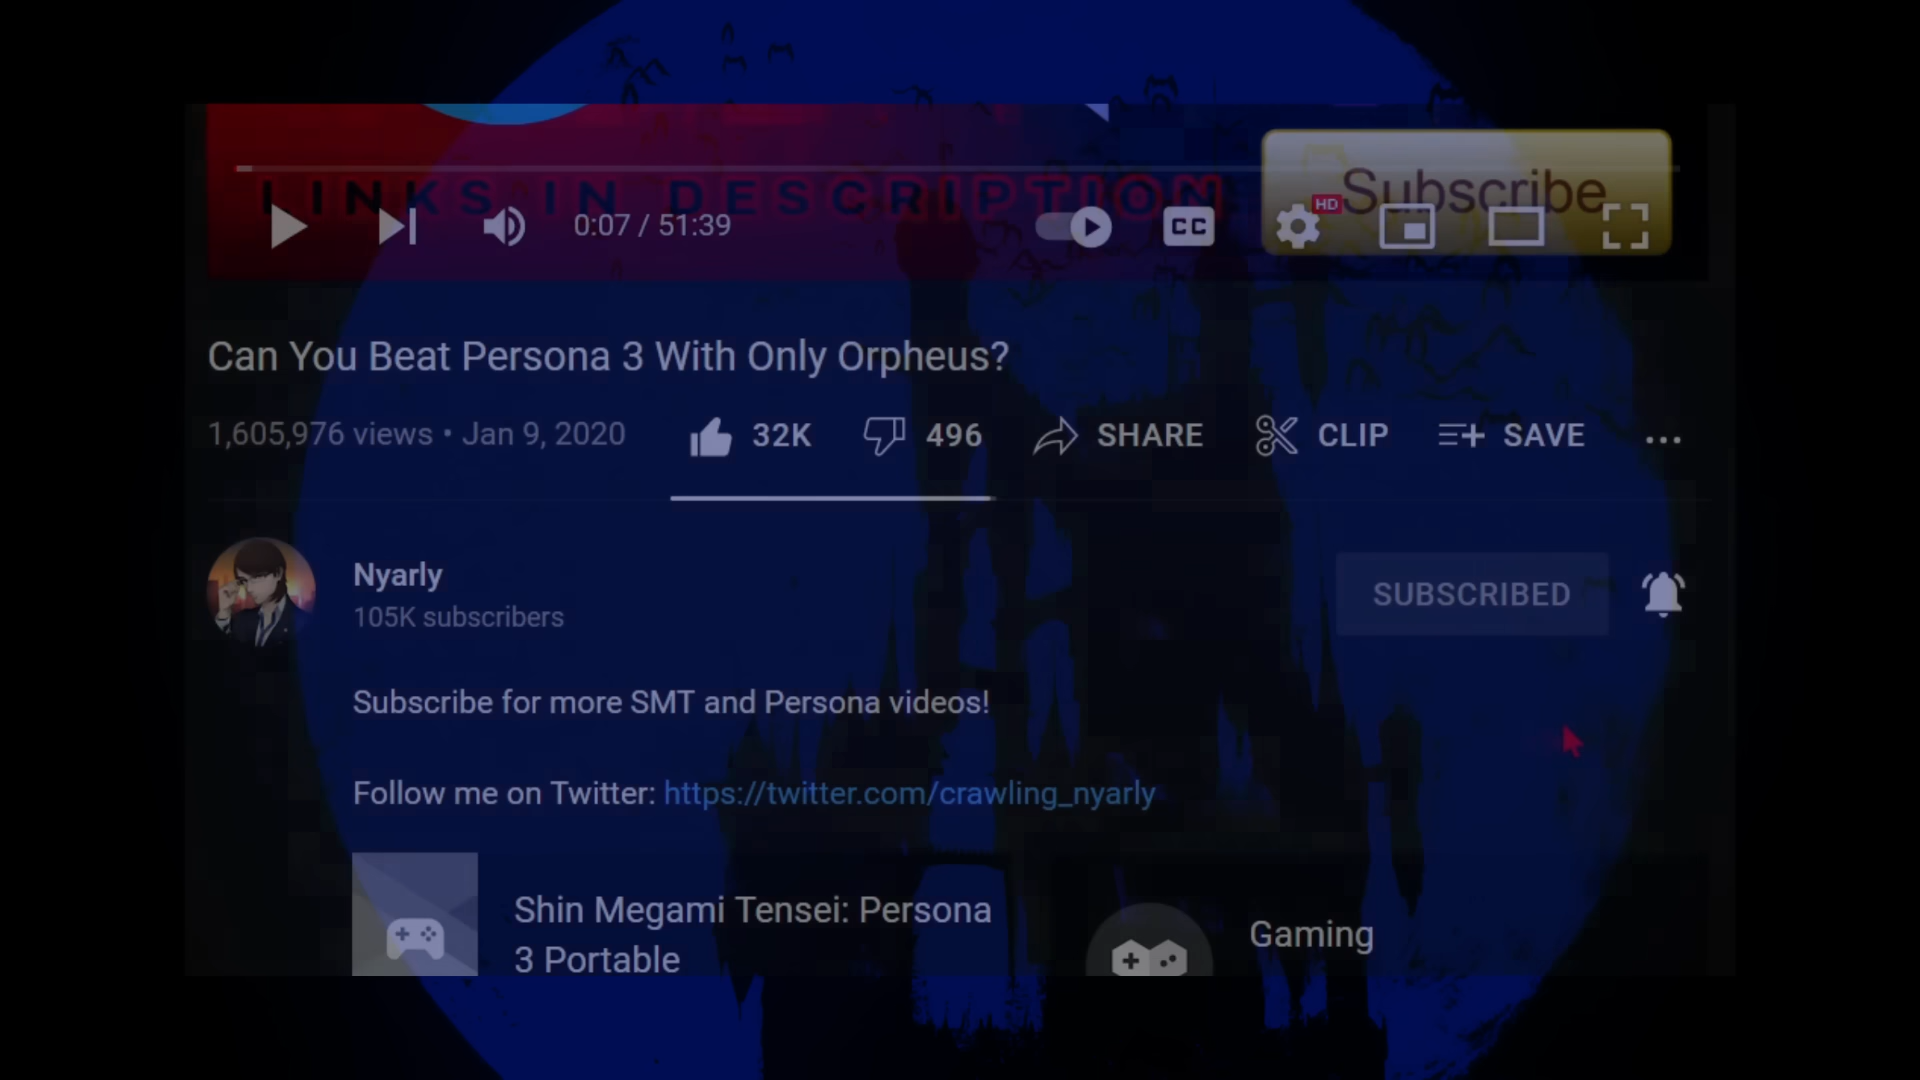 LINKS IN DESCRIPTION
Subscribe
0:07 / 51:39
CC
HD
Can You Beat Persona 3 With Only Orpheus?
1,605,976 views • Jan 9, 2020
32K
496
SHARE
CLIP
SAVE
Nyarly
105K subscribers
SUBSCRIBED
Subscribe for more SMT and Persona videos!
Follow me on Twitter: https://twitter.com/crawling_nyarly
Shin Megami Tensei: Persona
3 Portable
Gaming